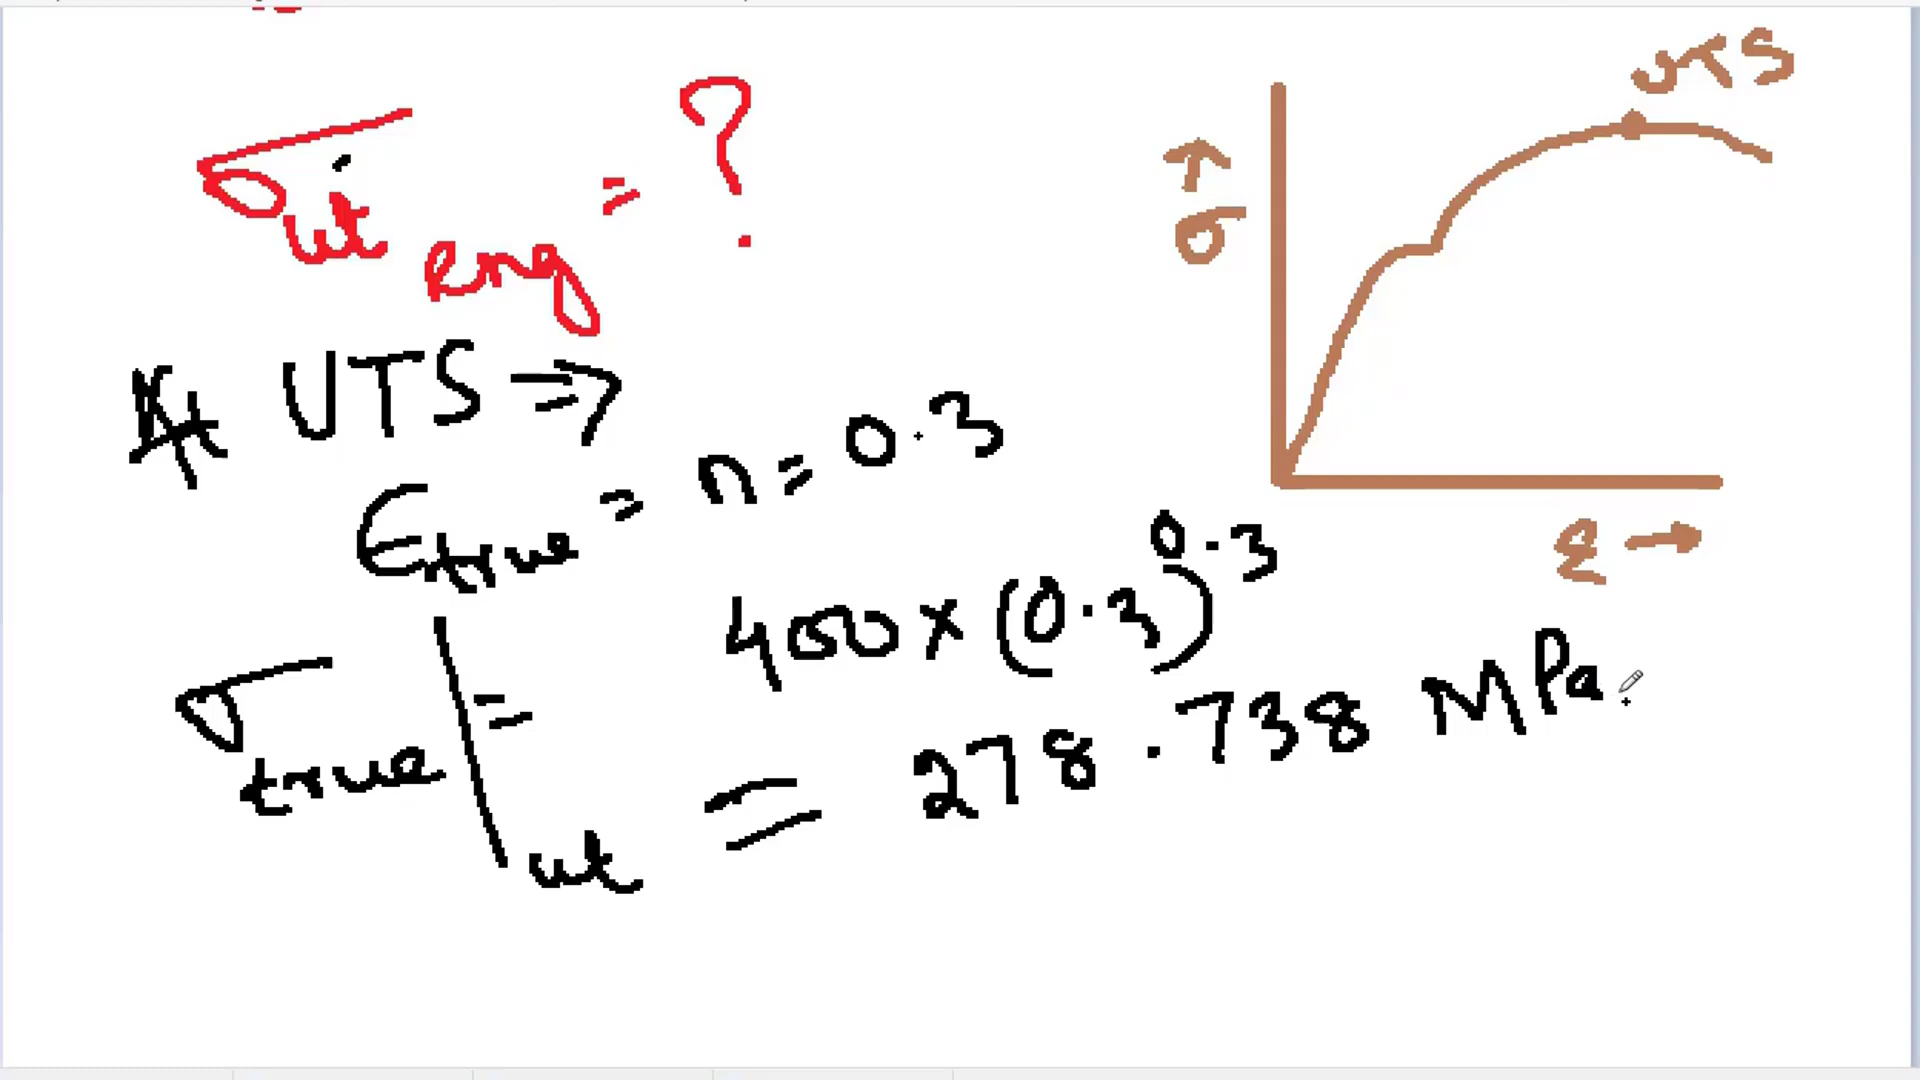 σut eng = ?
At UTS ⇒
ϵtrue = n = 0.3
σtrue|ut = 400 × (0.3)^0.3
= 278.738 MPa.
UTS
σ →
ε →